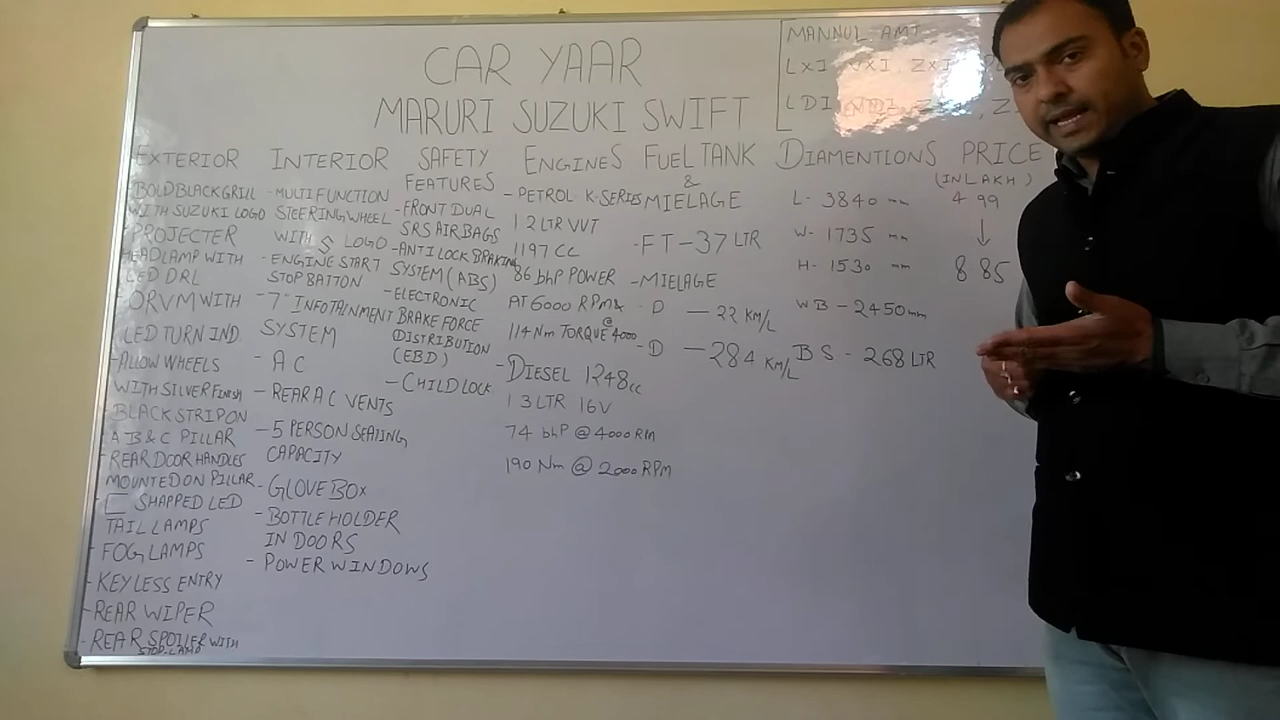 CAR YAAR
MARURI SUZUKI SWIFT
MANNUL, AMT
LXI, VXI, ZXI,
LDI, VDI, Z
EXTERIOR
BOLD BLACK GRILL
WITH SUZUKI LOGO
PROJECTER
HEADLAMP WITH
LED DRL
-ORVM WITH
LED TURN IND.
-ALLOW WHEELS
WITH SILVER FINISH
-BLACK STRIP ON
A B & C PILLAR
-REAR DOOR HANDLES
MOUNTED ON PILLAR
- SHAPPED LED
TAIL LAMPS
- FOG LAMPS
- KEYLESS ENTRY
-REAR WIPER
-REAR SPOILER WITH
STOP LAMP
INTERIOR
-MULTI FUNCTION
STEERING WHEEL
WITH S LOGO
-ENGINE START
STOP BATTON
-7" INFOTAINMENT
SYSTEM
- A C
-REAR A C VENTS
-5 PERSON SEATING
CAPACITY
-GLOVE BOX
-BOTTLE HOLDER
IN DOORS
- POWER WINDOWS
SAFETY
FEATURES
-FRONT DUAL
SRS AIR BAGS
-ANTI LOCK BRAKING
SYSTEM (ABS)
-ELECTRONIC
BRAKE FORCE
DISTRIBUTION
(EBD)
-CHILD LOCK
ENGINES
-PETROL K-SERIES
1 2 LTR VVT
1197 CC
86 bhP POWER
AT 6000 RPM &
114 Nm TORQUE @ 4000
-DIESEL 1248 cc
1 3 LTR 16V
74 bhP @ 4000 RM
190 Nm @ 2000 RPM
FUEL TANK
&
MIELAGE
-FT-37 LTR
-MIELAGE
- D — 22 KM/L
- D — 284 KM/L
DIAMENTIONS
L- 3840 mm
W- 1735 mm
H- 1530 mm
WB - 2450 mm
BS - 268 LTR
PRICE
(IN LAKH)
4 99
↓
8 85